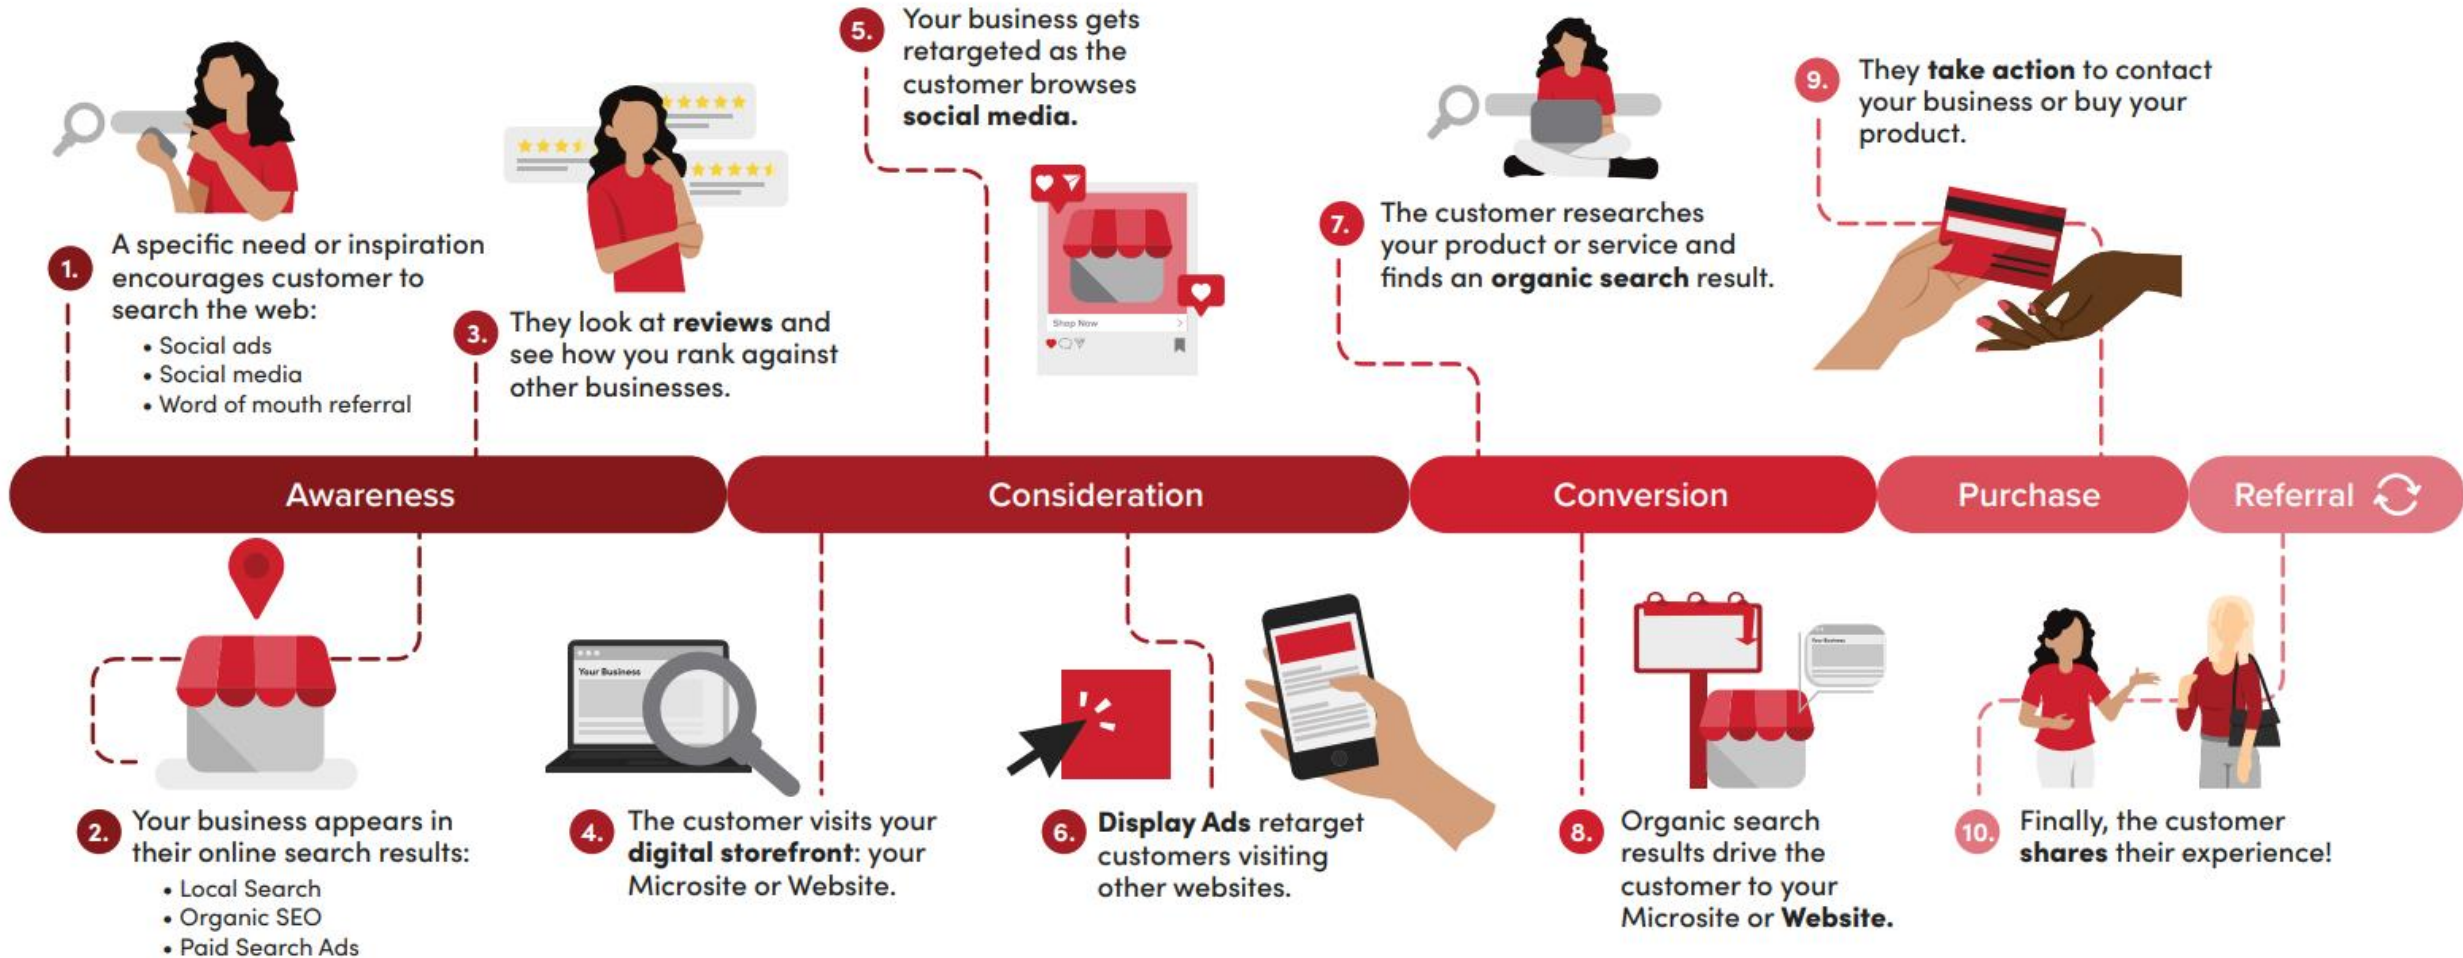 1.
A specific need or inspiration
encourages customer to
search the web:
• Social ads
• Social media
• Word of mouth referral
2.
Your business appears in
their online search results:
• Local Search
• Organic SEO
• Paid Search Ads
3.
They look at reviews and
see how you rank against
other businesses.
4.
The customer visits your
digital storefront: your
Microsite or Website.
Your Business
5.
Your business gets
retargeted as the
customer browses
social media.
Shop Now
6.
Display Ads retarget
customers visiting
other websites.
7.
The customer researches
your product or service and
finds an organic search result.
8.
Organic search
results drive the
customer to your
Microsite or Website.
Your Business
9.
They take action to contact
your business or buy your
product.
10.
Finally, the customer
shares their experience!
Awareness
Consideration
Conversion
Purchase
Referral